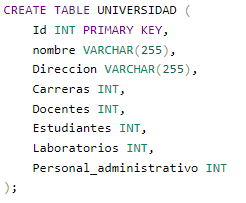 CREATE TABLE UNIVERSIDAD (
    Id INT PRIMARY KEY,
    nombre VARCHAR(255),
    Direccion VARCHAR(255),
    Carreras INT,
    Docentes INT,
    Estudiantes INT,
    Laboratorios INT,
    Personal_administrativo INT
);